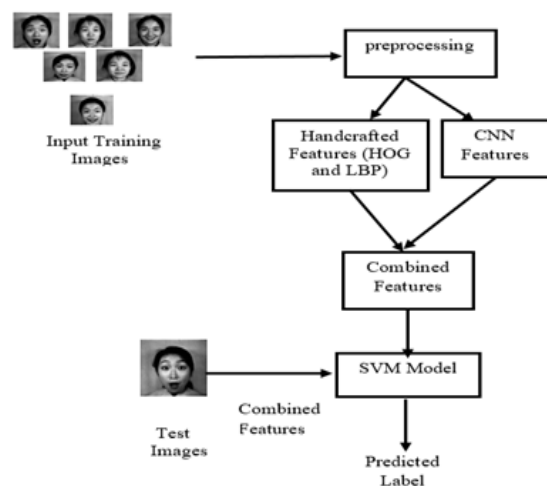 preprocessing
Input Training
Images
Handcrafted
Features (HOG
and LBP)
CNN
Features
Combined
Features
SVM Model
Combined
Features
Test
Images
Predicted
Label